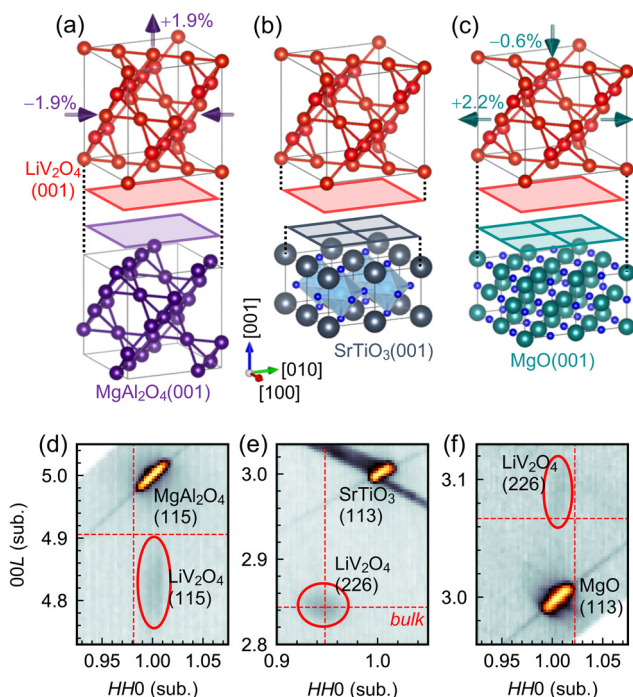 (a)
+1.9%
−1.9%
(b)
(c)
−0.6%
+2.2%
LiV2O4
(001)
MgAl2O4(001)
[001]
[010]
[100]
SrTiO3(001)
MgO(001)
(d)
(e)
(f)
00L (sub.)
5.0
4.9
4.8
MgAl2O4
(115)
LiV2O4
(115)
0.95
1.00
1.05
HH0 (sub.)
3.0
2.9
2.8
SrTiO3
(113)
LiV2O4
(226)
bulk
0.9
1.0
HH0 (sub.)
3.1
3.0
LiV2O4
(226)
MgO
(113)
0.95
1.00
1.05
HH0 (sub.)